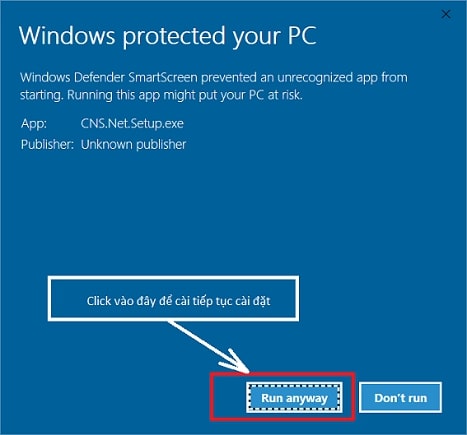 Windows protected your PC
Windows Defender SmartScreen prevented an unrecognized app from
starting. Running this app might put your PC at risk.
App: CNS.Net.Setup.exe
Publisher: Unknown publisher
Click vào đây để cài tiếp tục cài đặt
Run anyway Don't run